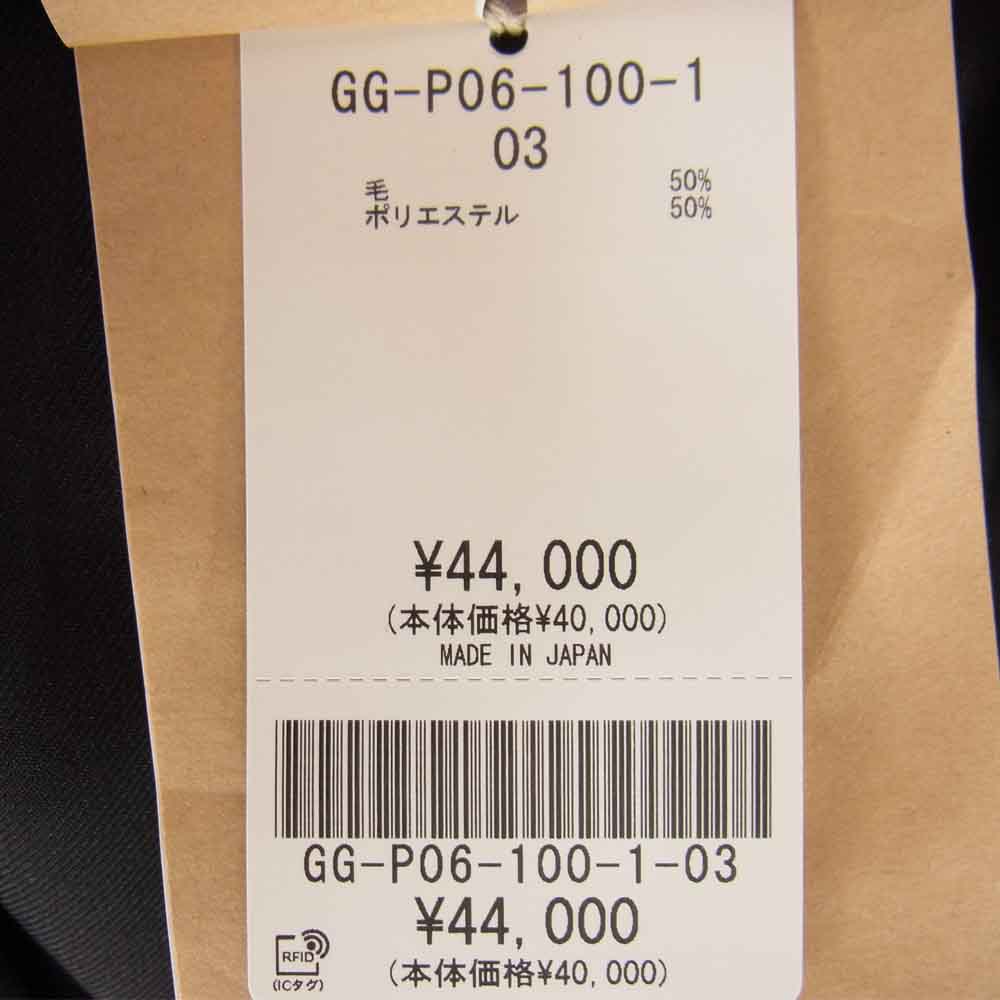 GG-P06-100-1
03
毛 50%
ポリエステル 50%
¥44,000
(本体価格¥40,000)
MADE IN JAPAN
GG-P06-100-1-03
¥44,000
(本体価格¥40,000)
RFID
(ICタグ)